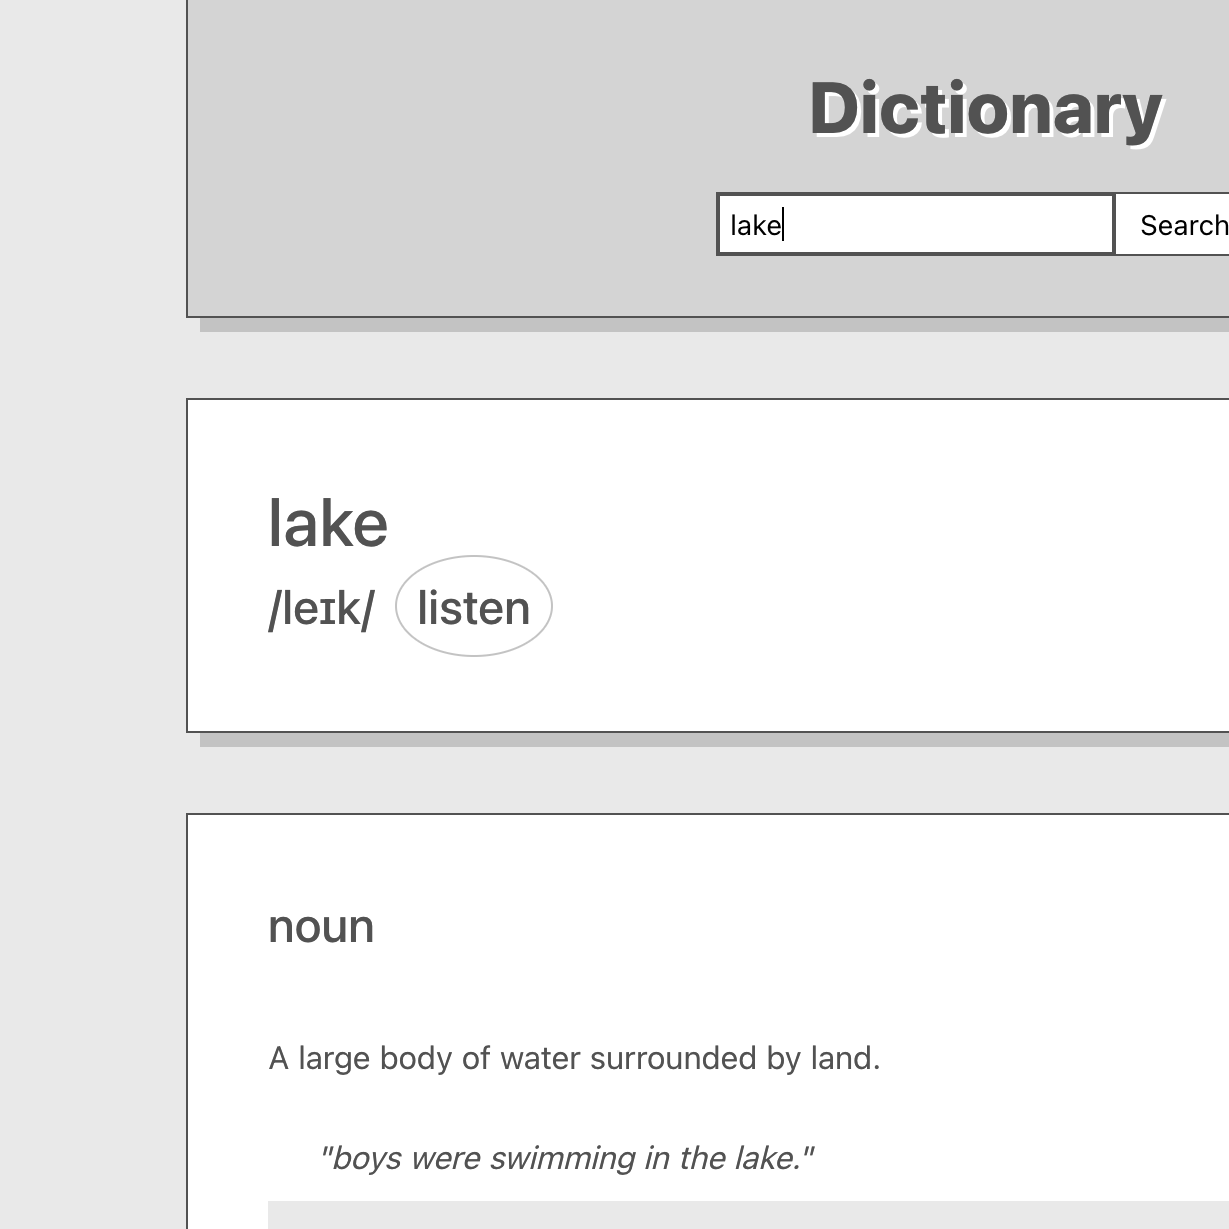 Dictionary
lake Search
lake
/leɪk/ listen
noun
A large body of water surrounded by land.
"boys were swimming in the lake."